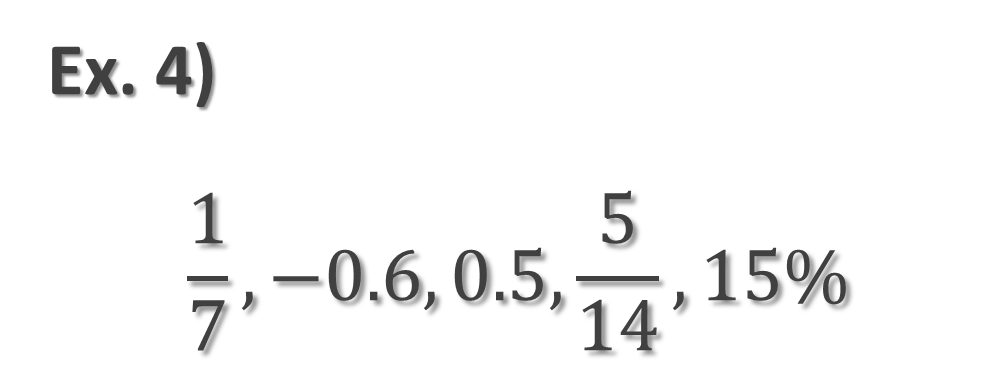 Ex. 4)
1/7, −0.6, 0.5, 5/14, 15%